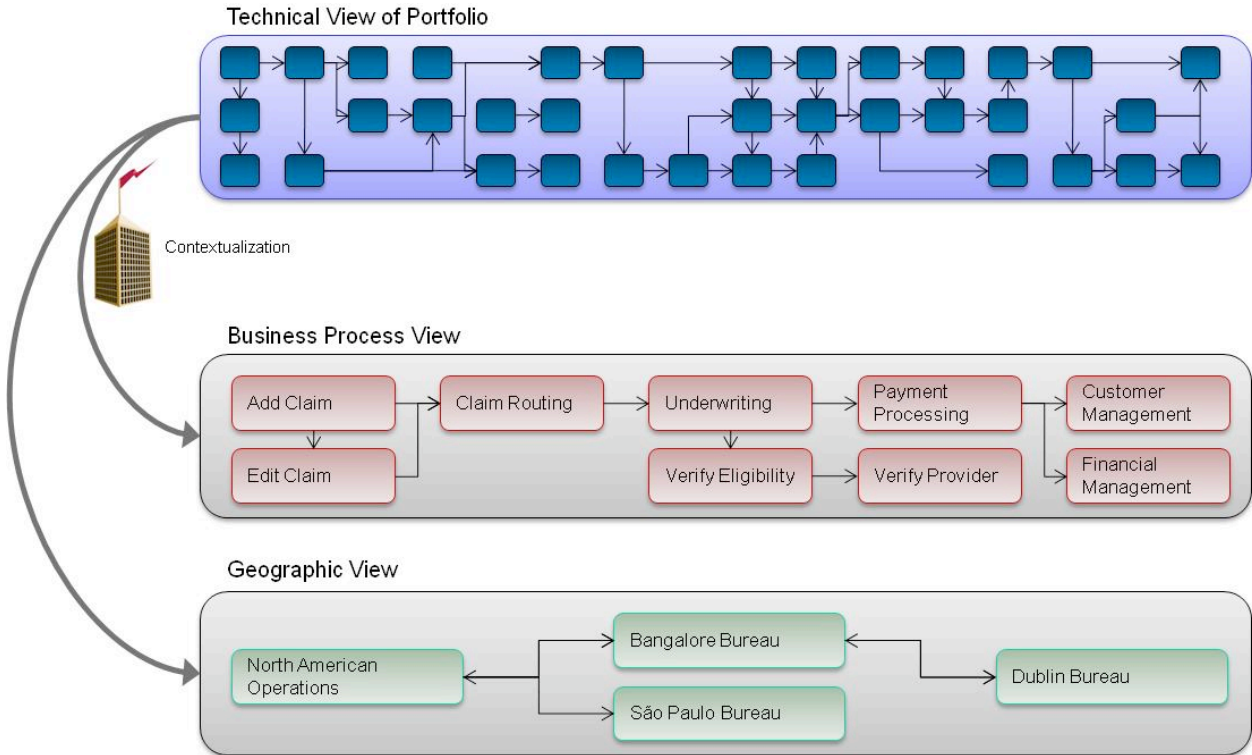 Technical View of Portfolio
Contextualization
Business Process View
Add Claim
Claim Routing
Underwriting
Payment
Processing
Customer
Management
Edit Claim
Verify Eligibility
Verify Provider
Financial
Management
Geographic View
North American
Operations
Bangalore Bureau
São Paulo Bureau
Dublin Bureau